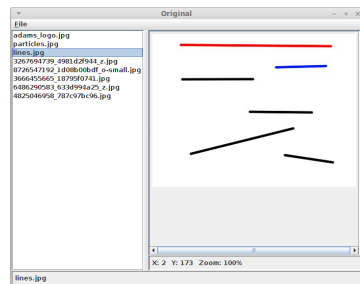 Original
File
adams_logo.jpg
particles.jpg
lines.jpg
3267694739_4981d2f944_z.jpg
8726547192_1d08b00bdf_o-small.jpg
3666455665_18795f0741.jpg
6486290583_633d994a25_z.jpg
4825046958_787c97bc96.jpg
X: 2 Y: 173 Zoom: 100%
lines.jpg